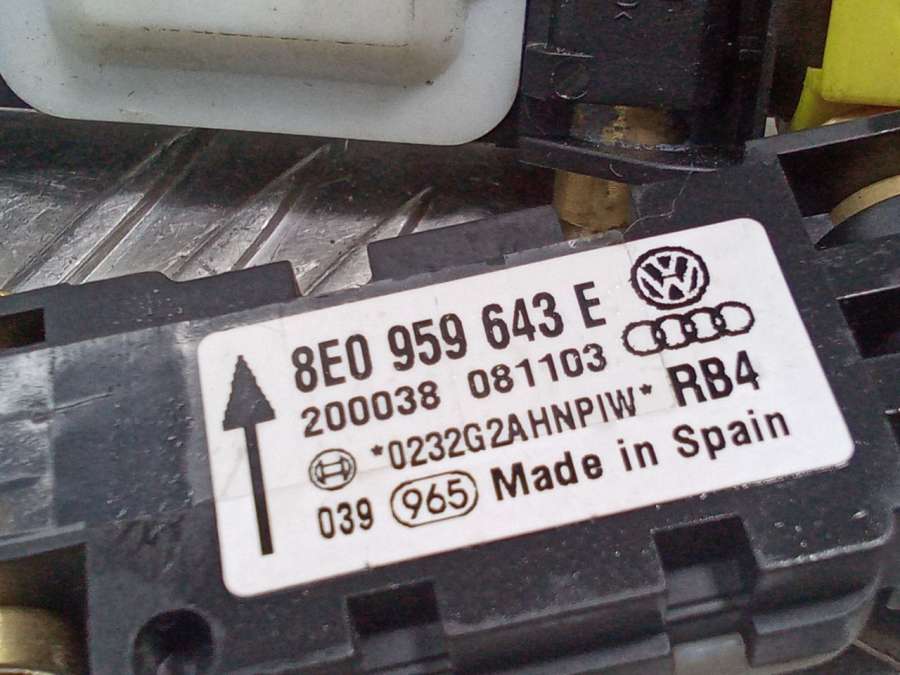 8E0 959 643 E
200038 081103
*0232G2AHNPIW* RB4
039 965 Made in Spain